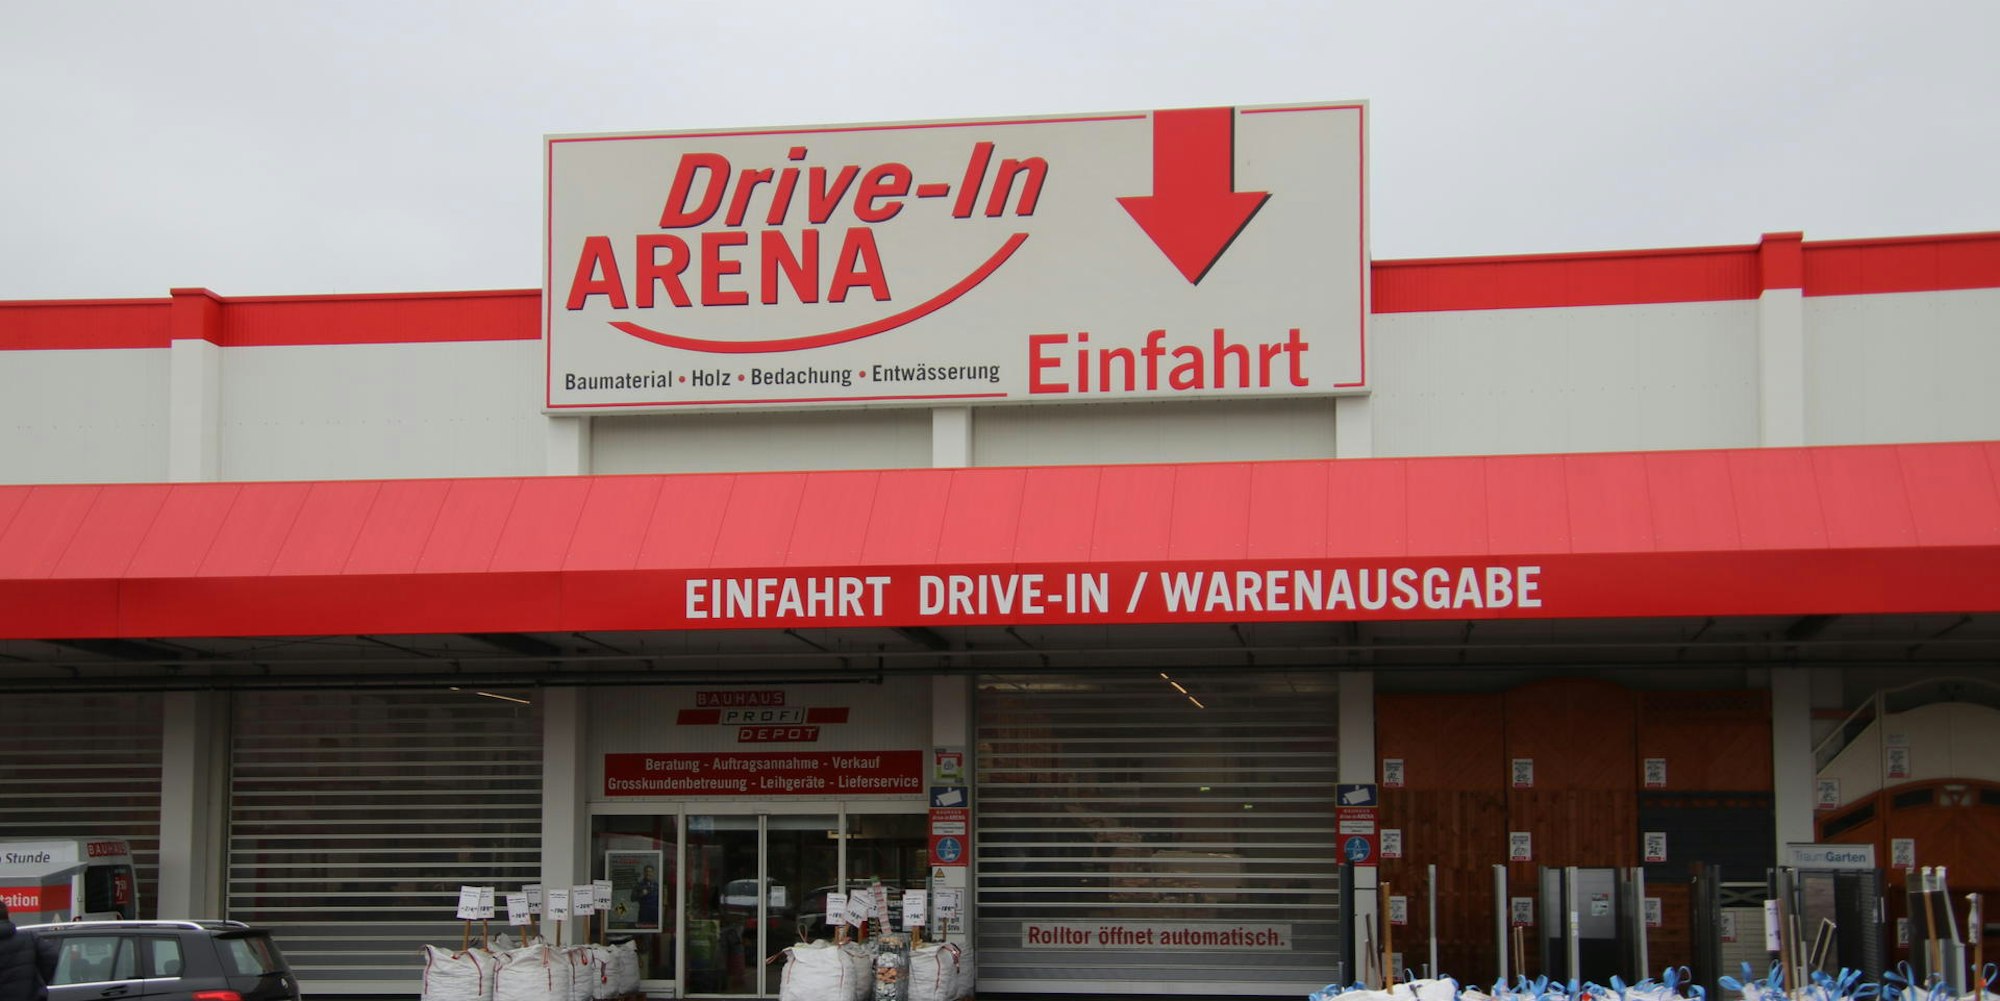 Drive-In
ARENA
Baumaterial • Holz • Bedachung • Entwässerung
Einfahrt
EINFAHRT DRIVE-IN / WARENAUSGABE
BAUHAUS
PROFI
DEPOT
Beratung - Auftragsannahme - Verkauf
Grosskundenbetreuung - Leihgeräte - Lieferservice
Rolltor öffnet automatisch.
Stunde
BAUHAUS
tation
TraumGarten